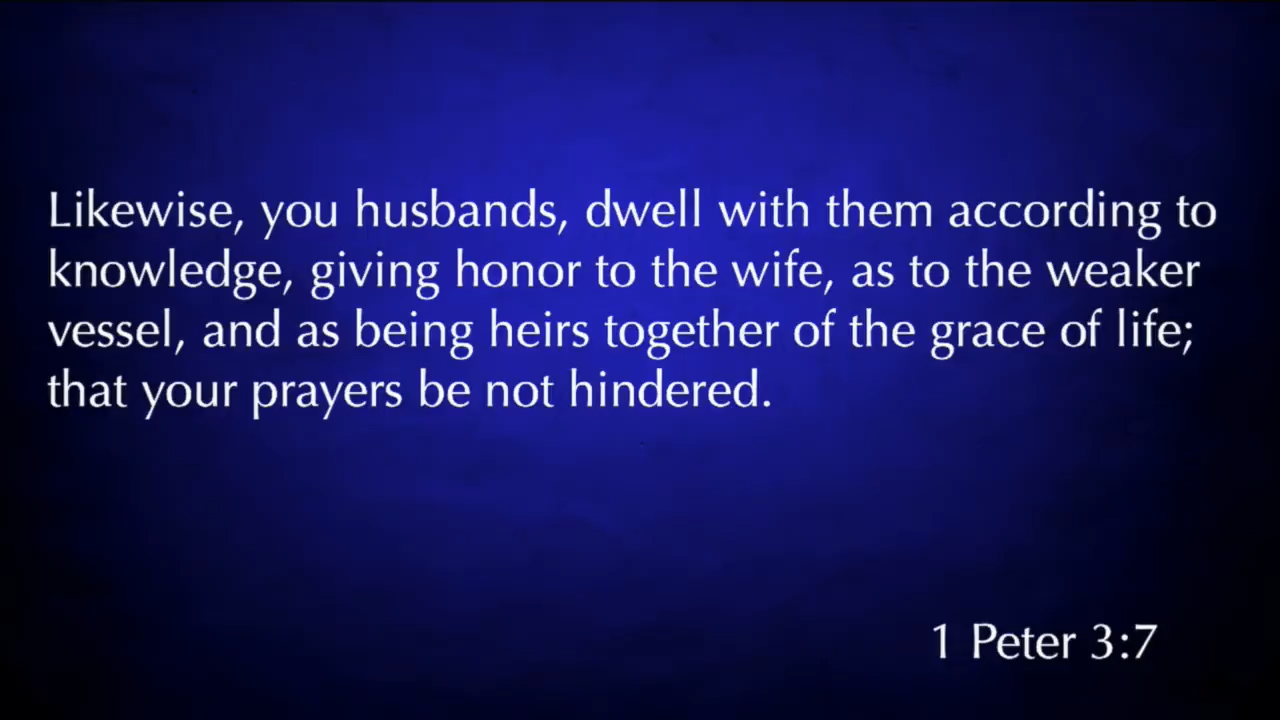 Likewise, you husbands, dwell with them according to
knowledge, giving honor to the wife, as to the weaker
vessel, and as being heirs together of the grace of life;
that your prayers be not hindered.
1 Peter 3:7